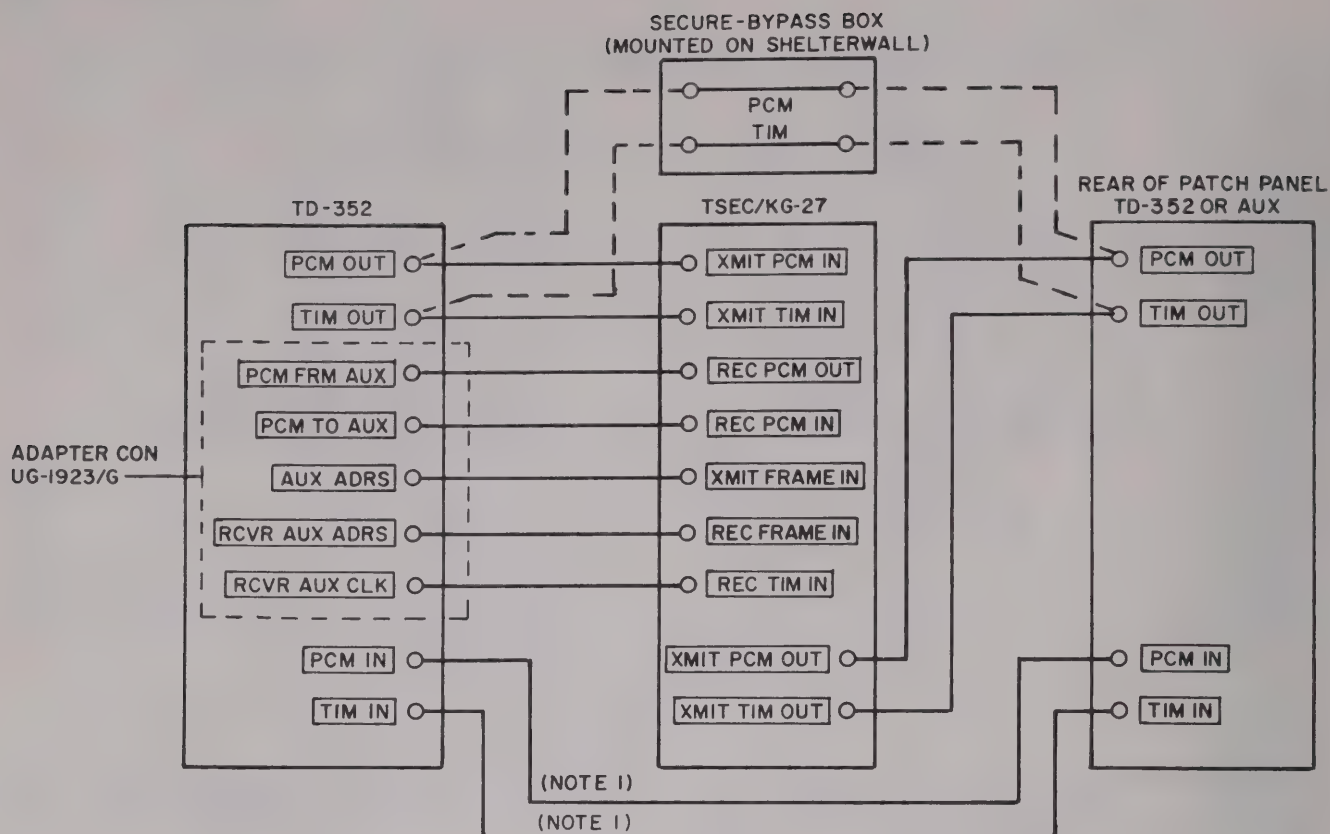 SECURE-BYPASS BOX
(MOUNTED ON SHELTERWALL)
PCM
TIM
TD-352
TSEC/KG-27
REAR OF PATCH PANEL
TD-352 OR AUX
PCM OUT
XMIT PCM IN
PCM OUT
TIM OUT
XMIT TIM IN
TIM OUT
PCM FRM AUX
REC PCM OUT
PCM TO AUX
REC PCM IN
ADAPTER CON
UG-1923/G
AUX ADRS
XMIT FRAME IN
RCVR AUX ADRS
REC FRAME IN
RCVR AUX CLK
REC TIM IN
PCM IN
XMIT PCM OUT
PCM IN
TIM IN
XMIT TIM OUT
TIM IN
(NOTE 1)
(NOTE 1)